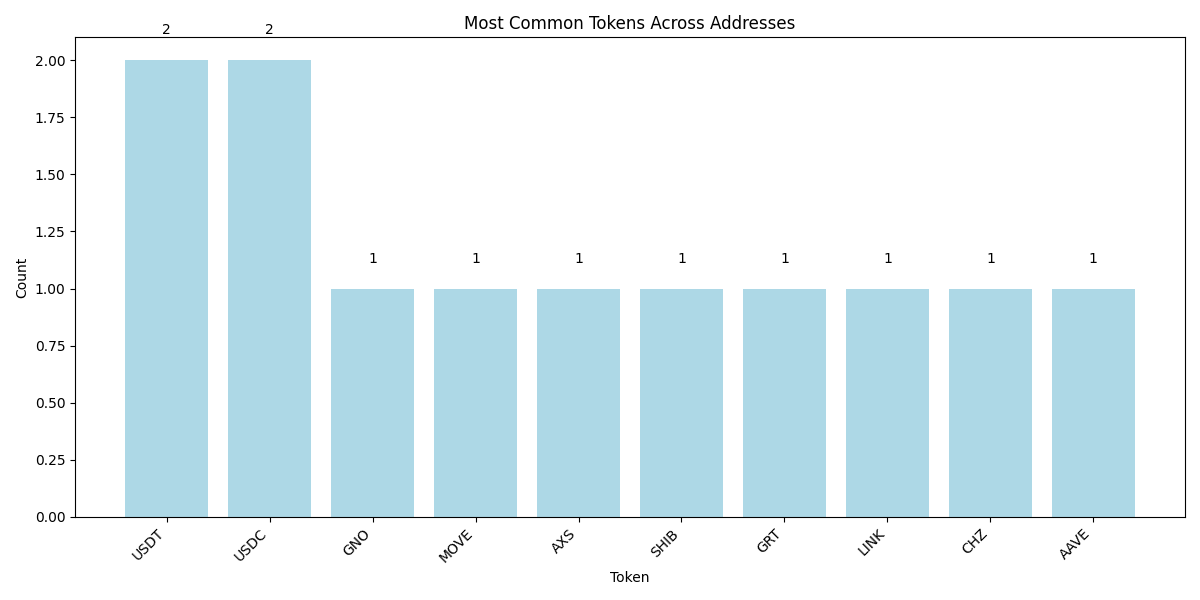 Most Common Tokens Across Addresses
2 2
2.00
1.75
1.50
1.25
1 1 1 1 1 1 1 1
1.00
0.75
0.50
0.25
0.00
Count
USDT USDC GNO MOVE AXS SHIB GRT LINK CHZ AAVE
Token